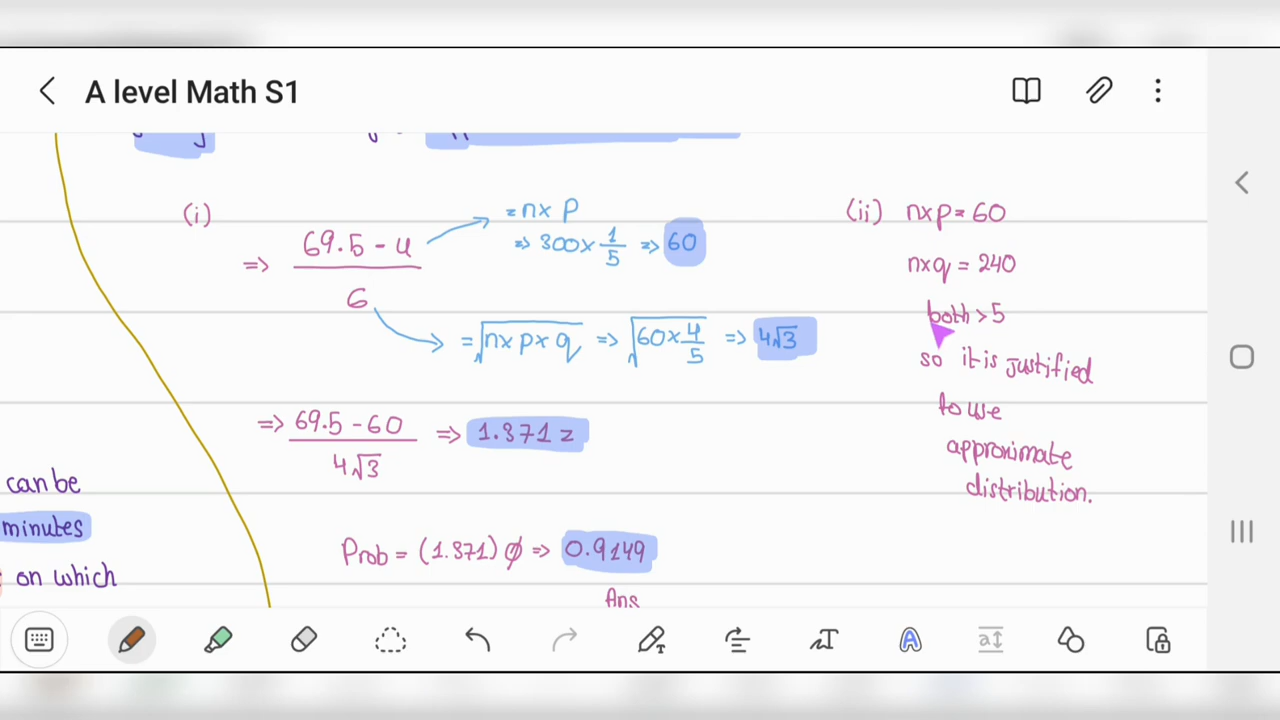 A level Math S1
(i)
69.5 - u
=>
6
= n x p
=> 300 x 1/5 => 60
= √n x p x q => √60 x 4/5 => 4√3
=> 69.5 - 60 / 4√3 => 1.371 z
Prob = (1.371) φ => 0.9149
Ans
(ii) n x p = 60
n x q = 240
both > 5
so it is justified
to use
approximate
distribution.
can be
minutes
on which